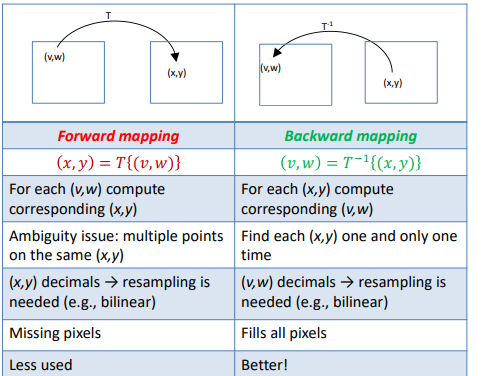 T
(v,w)
(x,y)
T-1
(v,w)
(x,y)
Forward mapping
Backward mapping
(x, y) = T{(v, w)}
(v, w) = T⁻¹{(x, y)}
For each (v,w) compute
corresponding (x,y)
For each (x,y) compute
corresponding (v,w)
Ambiguity issue: multiple points
on the same (x,y)
Find each (x,y) one and only one
time
(x,y) decimals → resampling is
needed (e.g., bilinear)
(v,w) decimals → resampling is
needed (e.g., bilinear)
Missing pixels
Fills all pixels
Less used
Better!